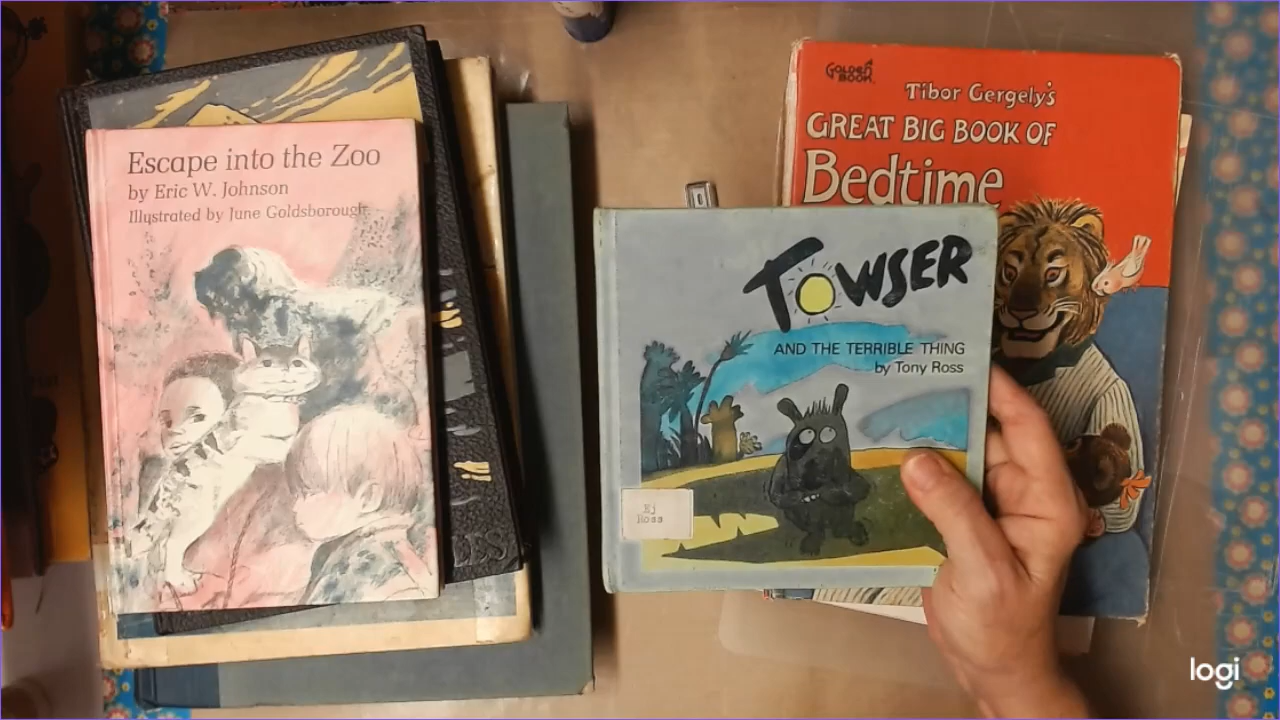 Escape into the Zoo
by Eric W. Johnson
Illustrated by June Goldsborough
GOLDEN
BOOK
Tibor Gergely's
GREAT BIG BOOK OF
Bedtime
TOWSER
AND THE TERRIBLE THING
by Tony Ross
Ej
Ross
logi